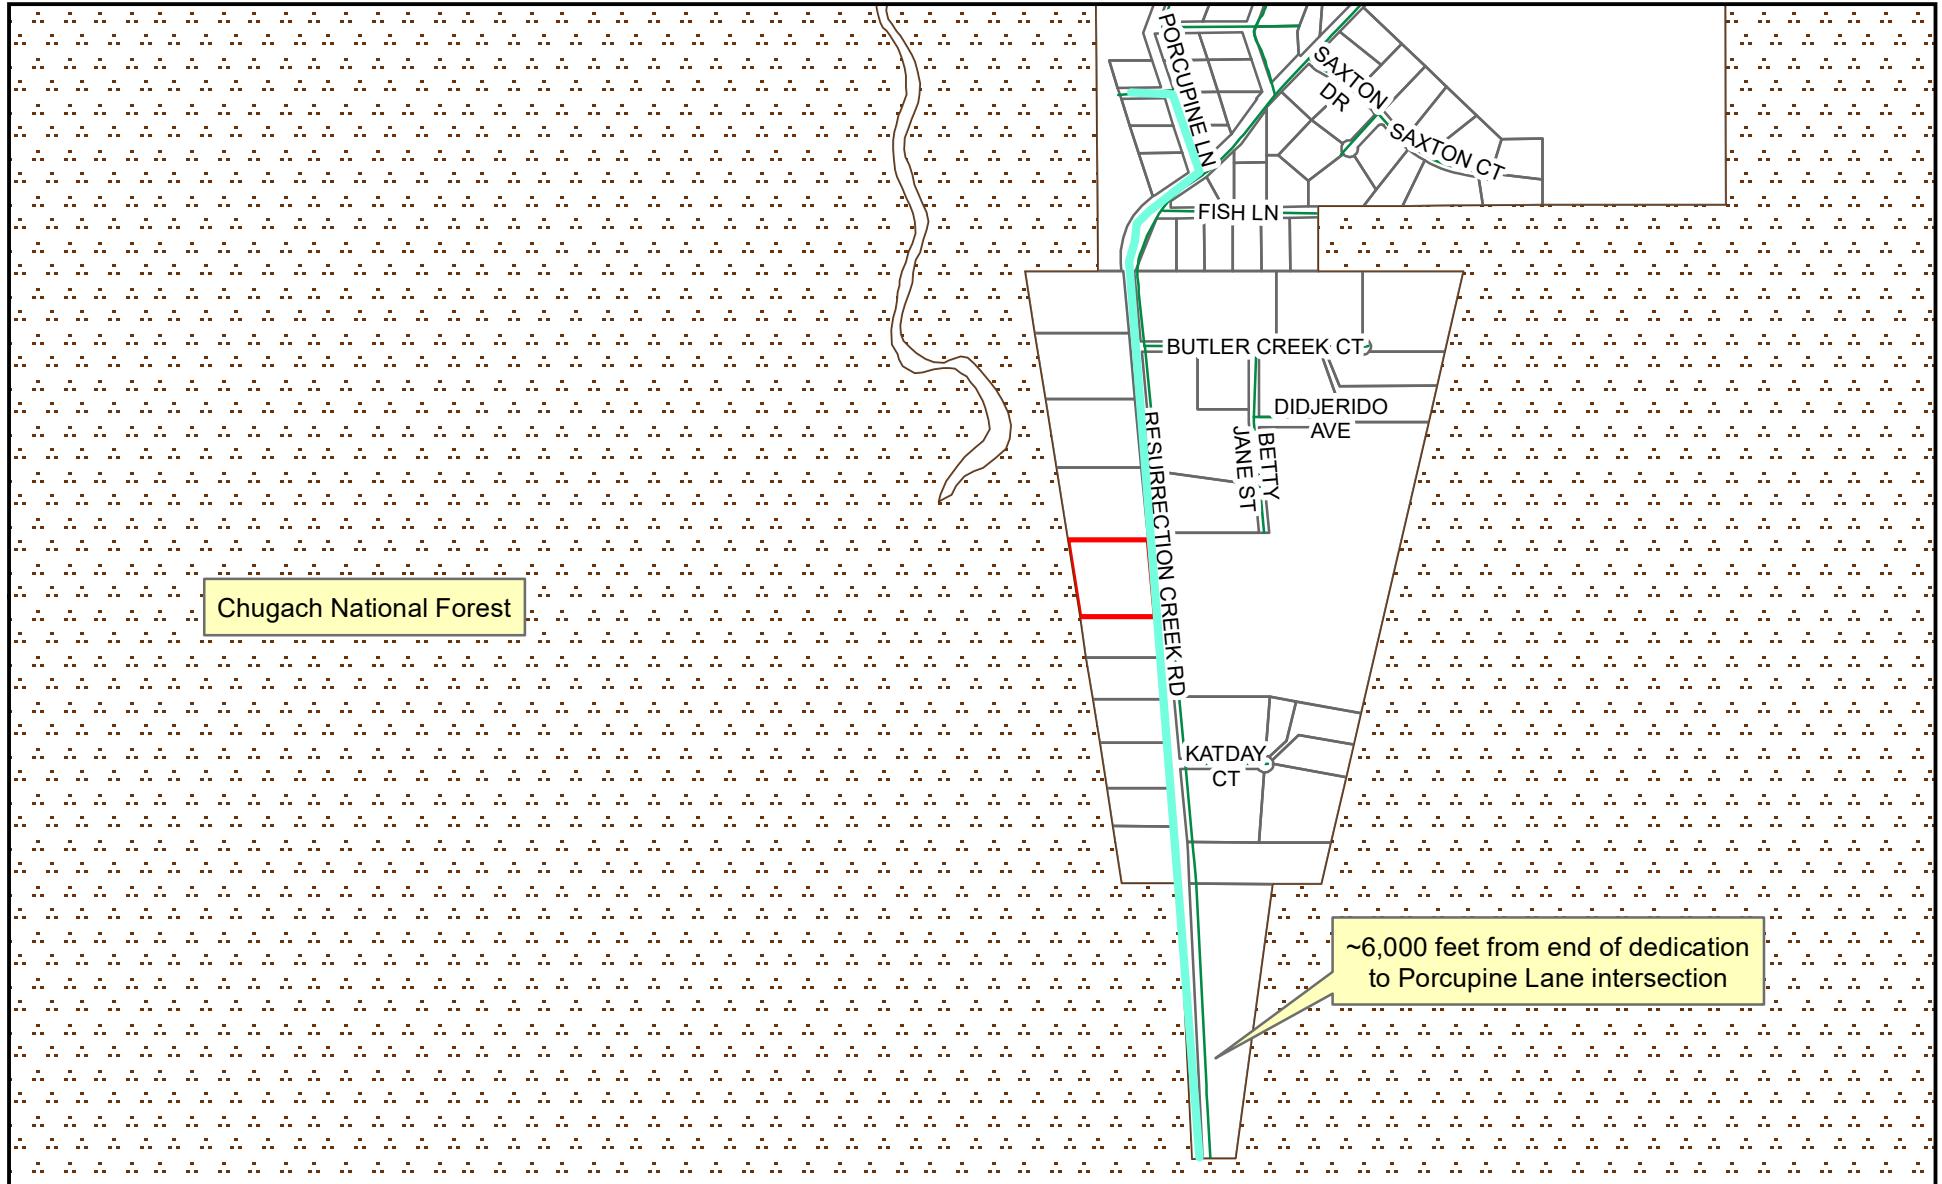 PORCUPINE LN
SAXTON
DR
SAXTON CT
FISH LN
BUTLER CREEK CT
DIDJERIDO
AVE
BETTY
JANE ST
RESURRECTION CREEK RD
Chugach National Forest
KATDAY
CT
~6,000 feet from end of dedication
to Porcupine Lane intersection